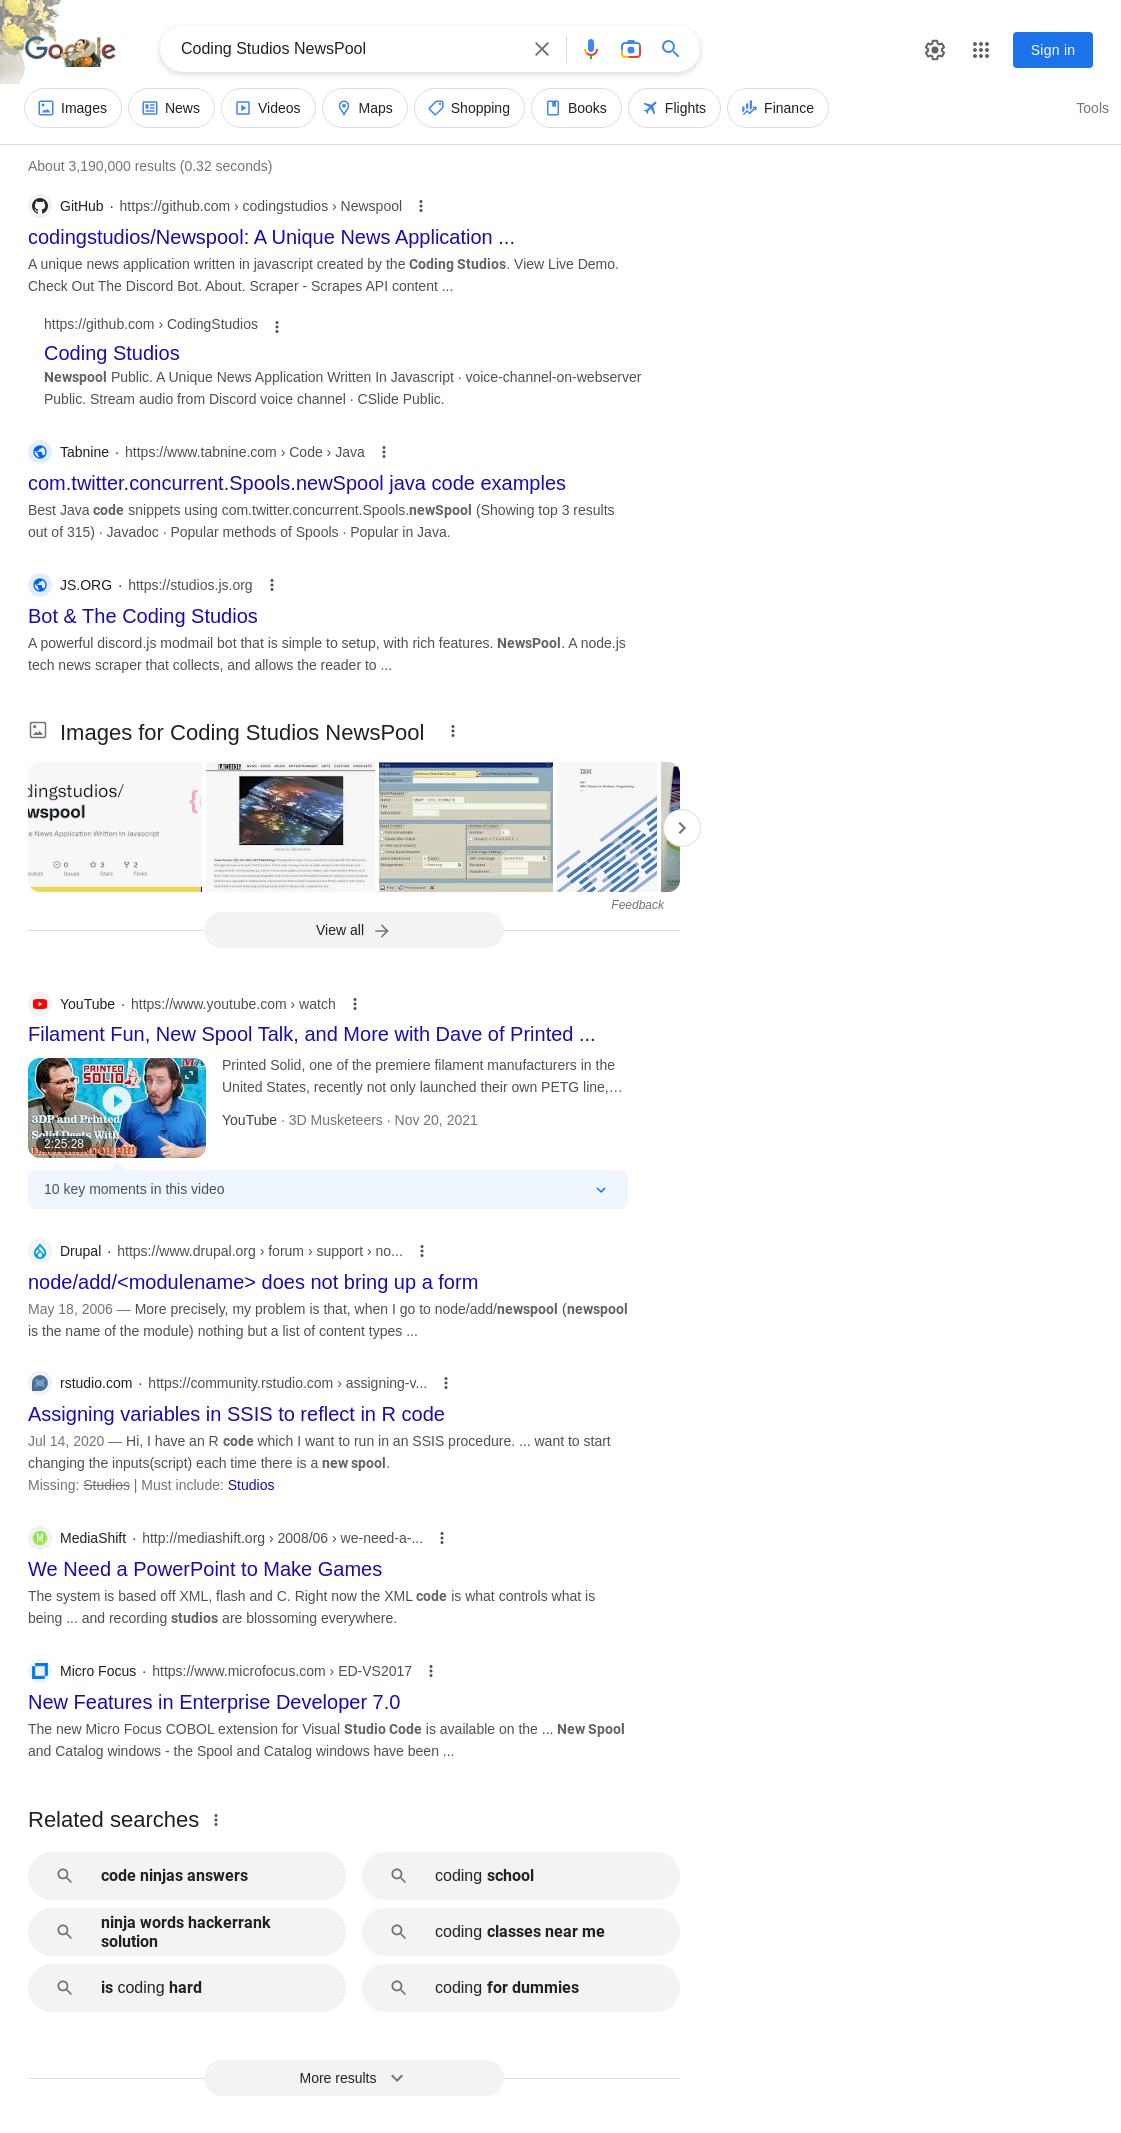 Google
Coding Studios NewsPool
Sign in
Images
News
Videos
Maps
Shopping
Books
Flights
Finance
Tools
About 3,190,000 results (0.32 seconds)
GitHub · https://github.com › codingstudios › Newspool
codingstudios/Newspool: A Unique News Application ...
A unique news application written in javascript created by the Coding Studios. View Live Demo.
Check Out The Discord Bot. About. Scraper - Scrapes API content ...
https://github.com › CodingStudios
Coding Studios
Newspool Public. A Unique News Application Written In Javascript · voice-channel-on-webserver
Public. Stream audio from Discord voice channel · CSlide Public.
Tabnine · https://www.tabnine.com › Code › Java
com.twitter.concurrent.Spools.newSpool java code examples
Best Java code snippets using com.twitter.concurrent.Spools.newSpool (Showing top 3 results
out of 315) · Javadoc · Popular methods of Spools · Popular in Java.
JS.ORG · https://studios.js.org
Bot & The Coding Studios
A powerful discord.js modmail bot that is simple to setup, with rich features. NewsPool. A node.js
tech news scraper that collects, and allows the reader to ...
Images for Coding Studios NewsPool
dingstudios/
wspool
e News Application Written In Javascript
0
3
2
Issues
Stars
Forks
IBM
Feedback
View all
YouTube · https://www.youtube.com › watch
Filament Fun, New Spool Talk, and More with Dave of Printed ...
PRINTED
SOLID
3DP and Printed
Solid Deets With
2:25:28
Printed Solid, one of the premiere filament manufacturers in the
United States, recently not only launched their own PETG line,…
YouTube · 3D Musketeers · Nov 20, 2021
10 key moments in this video
Drupal · https://www.drupal.org › forum › support › no...
node/add/<modulename> does not bring up a form
May 18, 2006 — More precisely, my problem is that, when I go to node/add/newspool (newspool
is the name of the module) nothing but a list of content types ...
rstudio.com · https://community.rstudio.com › assigning-v...
Assigning variables in SSIS to reflect in R code
Jul 14, 2020 — Hi, I have an R code which I want to run in an SSIS procedure. ... want to start
changing the inputs(script) each time there is a new spool.
Missing: Studios | Must include: Studios
MediaShift · http://mediashift.org › 2008/06 › we-need-a-...
We Need a PowerPoint to Make Games
The system is based off XML, flash and C. Right now the XML code is what controls what is
being ... and recording studios are blossoming everywhere.
Micro Focus · https://www.microfocus.com › ED-VS2017
New Features in Enterprise Developer 7.0
The new Micro Focus COBOL extension for Visual Studio Code is available on the ... New Spool
and Catalog windows - the Spool and Catalog windows have been ...
Related searches
code ninjas answers
coding school
ninja words hackerrank
solution
coding classes near me
is coding hard
coding for dummies
More results